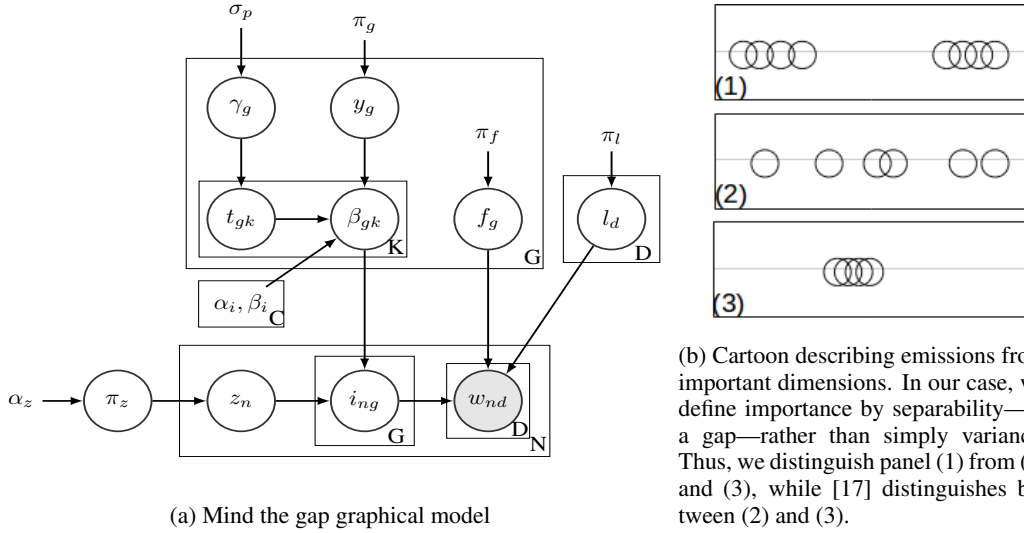 σ_p
π_g
γ_g
y_g
π_f
π_l
t_gk
β_gk
K
f_g
G
l_d
D
α_i, β_i
C
α_z
π_z
z_n
i_ng
G
w_nd
D
N
(a) Mind the gap graphical model
(1)
(2)
(3)
(b) Cartoon describing emissions
important dimensions. In our case,
define importance by separability—
a gap—rather than simply
Thus, we distinguish panel (1) from
and (3), while [17] distinguishes
tween (2) and (3).